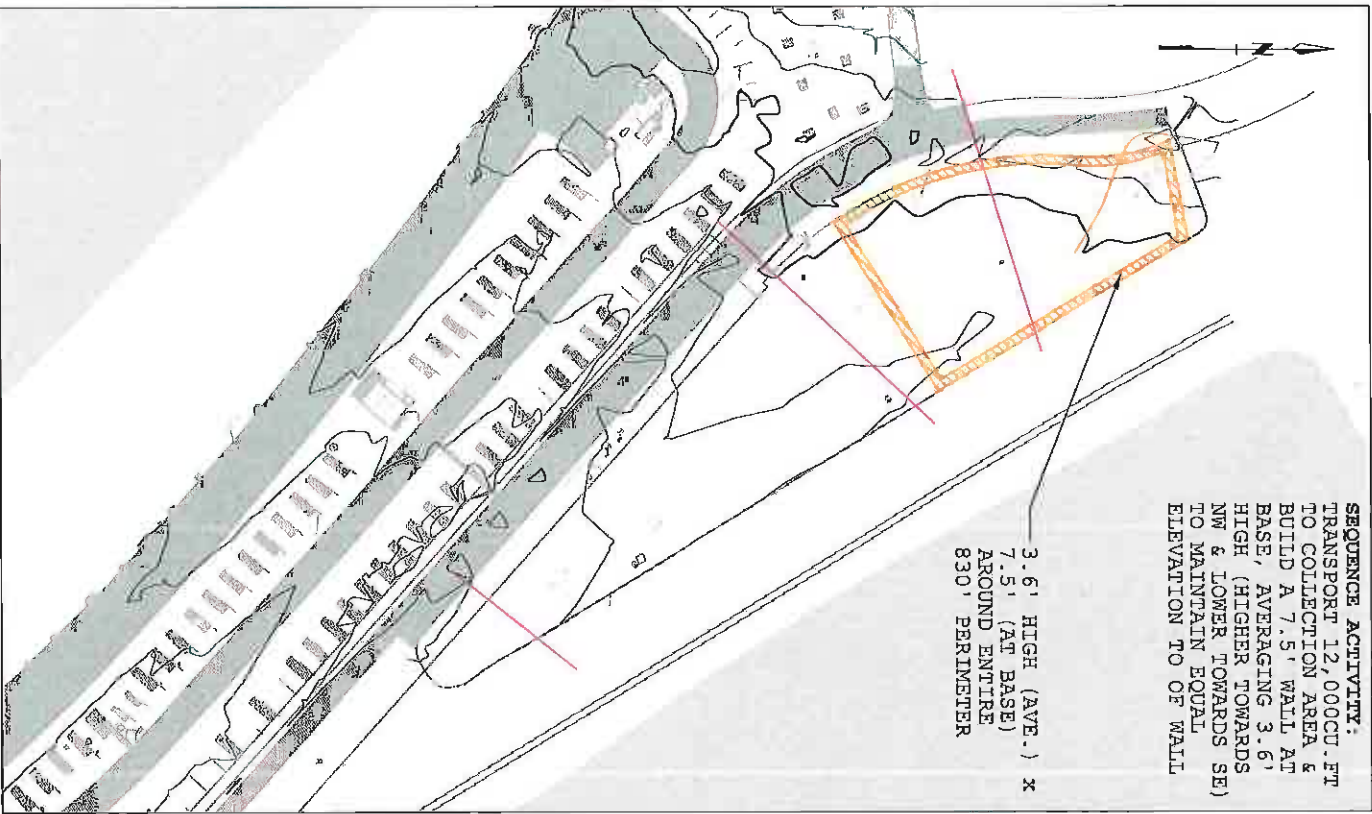 SEQUENCE ACTIVITY:
TRANSPORT 12,000CU.FT
TO COLLECTION AREA &
BUILD A 7.5' WALL AT
BASE, AVERAGING 3.6'
HIGH (HIGHER TOWARDS
NW & LOWER TOWARDS SE)
TO MAINTAIN EQUAL
ELEVATION TO OF WALL
3.6' HIGH (AVE.) x
7.5' (AT BASE)
AROUND ENTIRE
830' PERIMETER
N